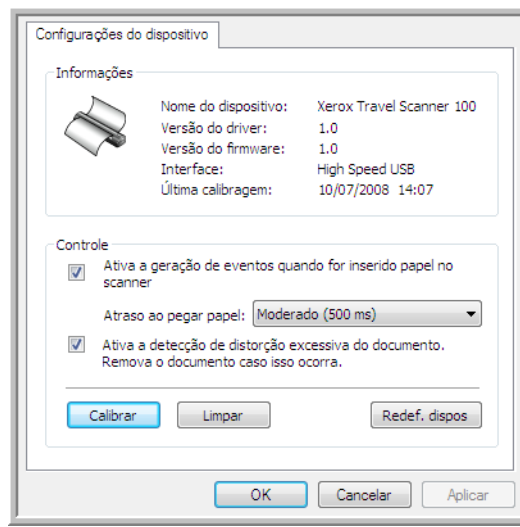 Configurações do dispositivo
Informações
Nome do dispositivo: Xerox Travel Scanner 100
Versão do driver: 1.0
Versão do firmware: 1.0
Interface: High Speed USB
Última calibragem: 10/07/2008 14:07
Controle
Ativa a geração de eventos quando for inserido papel no
scanner
Atraso ao pegar papel: Moderado (500 ms)
Ativa a detecção de distorção excessiva do documento.
Remova o documento caso isso ocorra.
Calibrar Limpar Redef. dispos
OK Cancelar Aplicar